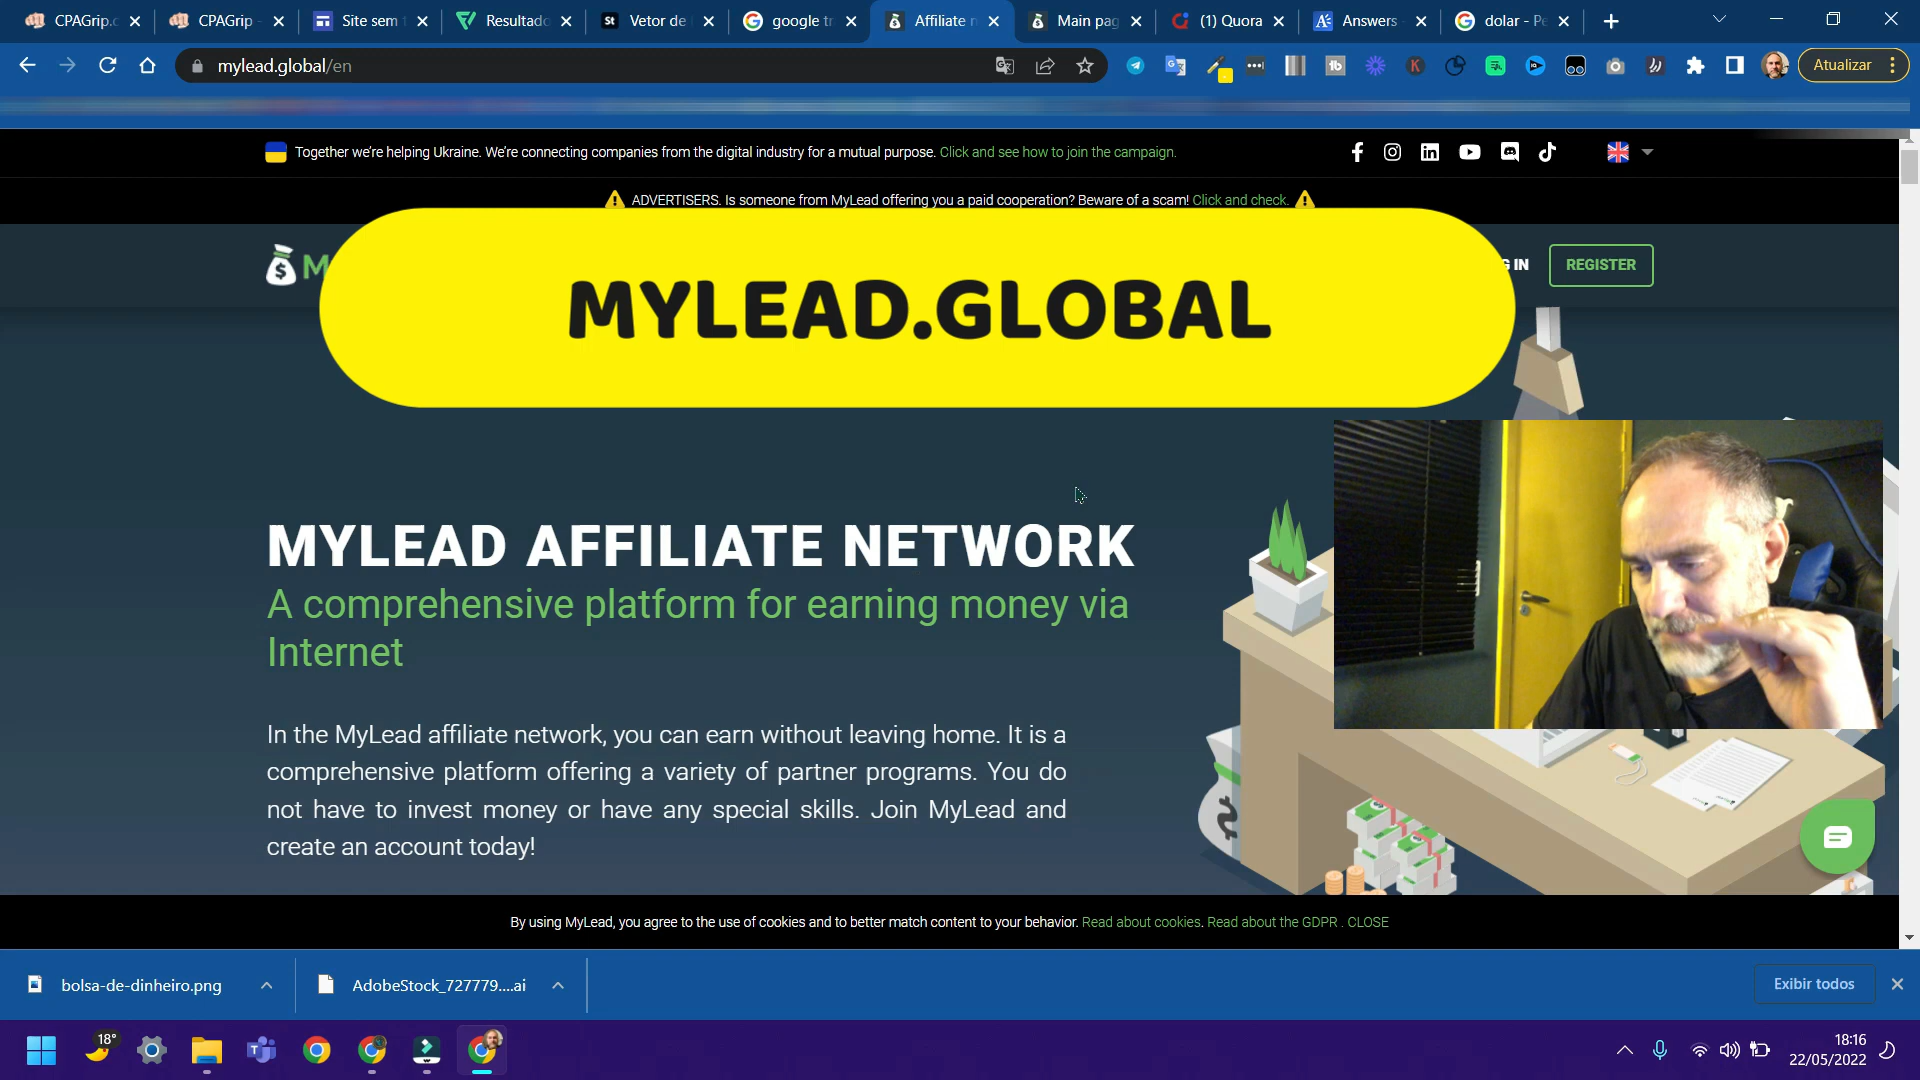 CPAGrip.c
CPAGrip -
Site sem
Resultado
Vetor de
google tr
Affiliate n
Main pag
(1) Quora
Answers
dolar - Pe
mylead.global/en
Atualizar
Together we're helping Ukraine. We're connecting companies from the digital industry for a mutual purpose. Click and see how to join the campaign.
ADVERTISERS. Is someone from MyLead offering you a paid cooperation? Beware of a scam! Click and check.
M
G IN
REGISTER
MYLEAD.GLOBAL
MYLEAD AFFILIATE NETWORK
A comprehensive platform for earning money via
Internet
In the MyLead affiliate network, you can earn without leaving home. It is a
comprehensive platform offering a variety of partner programs. You do
not have to invest money or have any special skills. Join MyLead and
create an account today!
By using MyLead, you agree to the use of cookies and to better match content to your behavior. Read about cookies. Read about the GDPR . CLOSE
bolsa-de-dinheiro.png
AdobeStock_727779....ai
Exibir todos
18°
18:16
22/05/2022